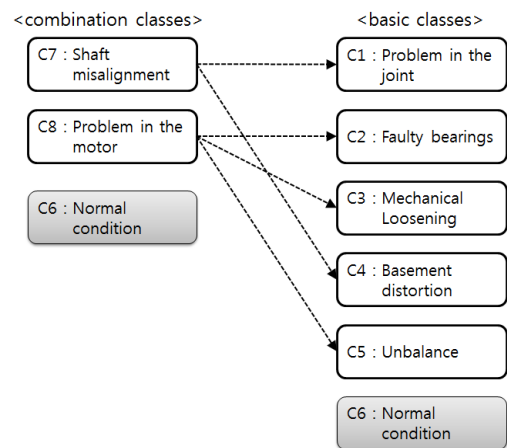 <combination classes>
C7 : Shaft
misalignment
C8 : Problem in the
motor
C6 : Normal
condition
<basic classes>
C1 : Problem in the
joint
C2 : Faulty bearings
C3 : Mechanical
Loosening
C4 : Basement
distortion
C5 : Unbalance
C6 : Normal
condition